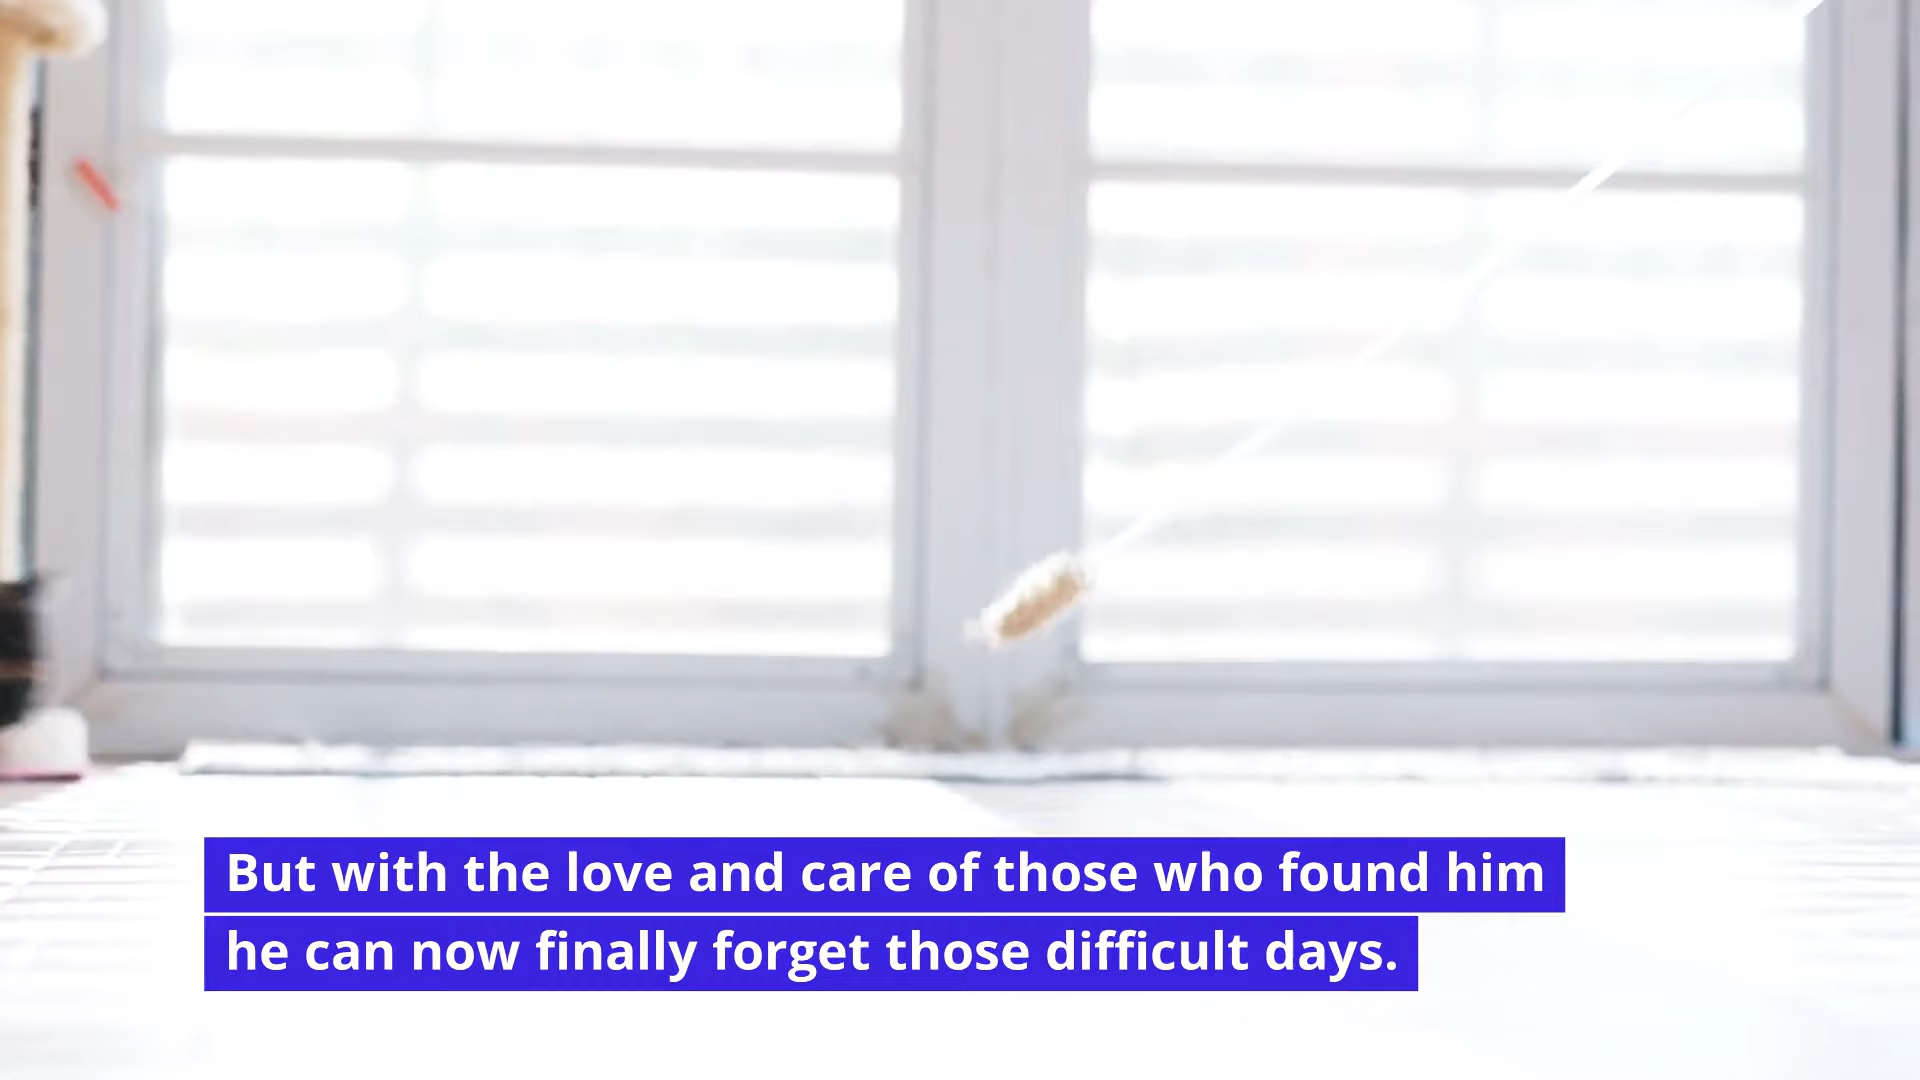 But with the love and care of those who found him
he can now finally forget those difficult days.